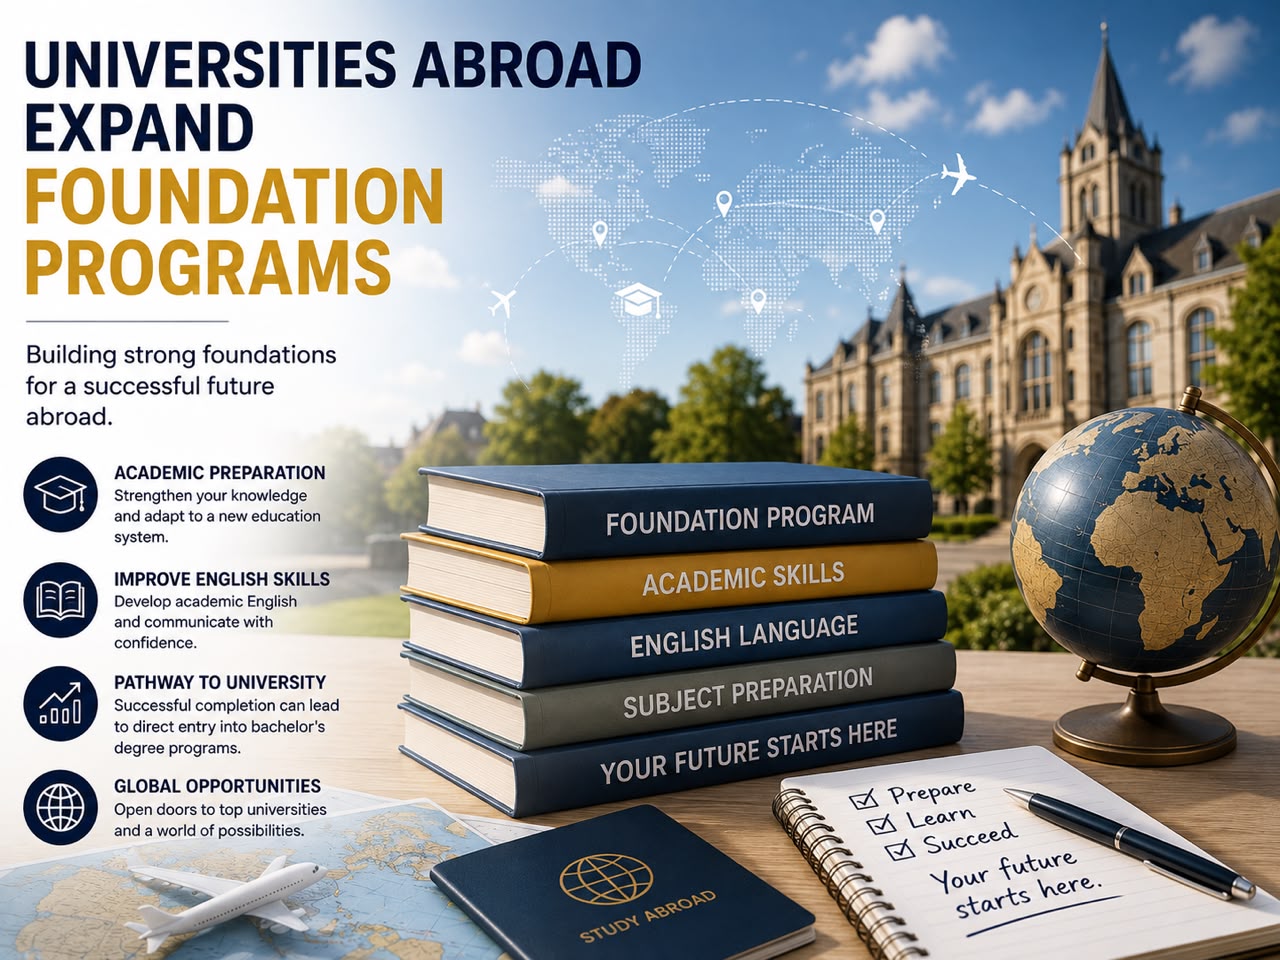 UNIVERSITIES ABROAD
EXPAND
FOUNDATION
PROGRAMS
Building strong foundations
for a successful future
abroad.
ACADEMIC PREPARATION
Strengthen your knowledge
and adapt to a new education
system.
IMPROVE ENGLISH SKILLS
Develop academic English
and communicate with
confidence.
PATHWAY TO UNIVERSITY
Successful completion can lead
to direct entry into bachelor's
degree programs.
GLOBAL OPPORTUNITIES
Open doors to top universities
and a world of possibilities.
FOUNDATION PROGRAM
ACADEMIC SKILLS
ENGLISH LANGUAGE
SUBJECT PREPARATION
YOUR FUTURE STARTS HERE
STUDY ABROAD
Prepare
Learn
Succeed
Your future
starts here.